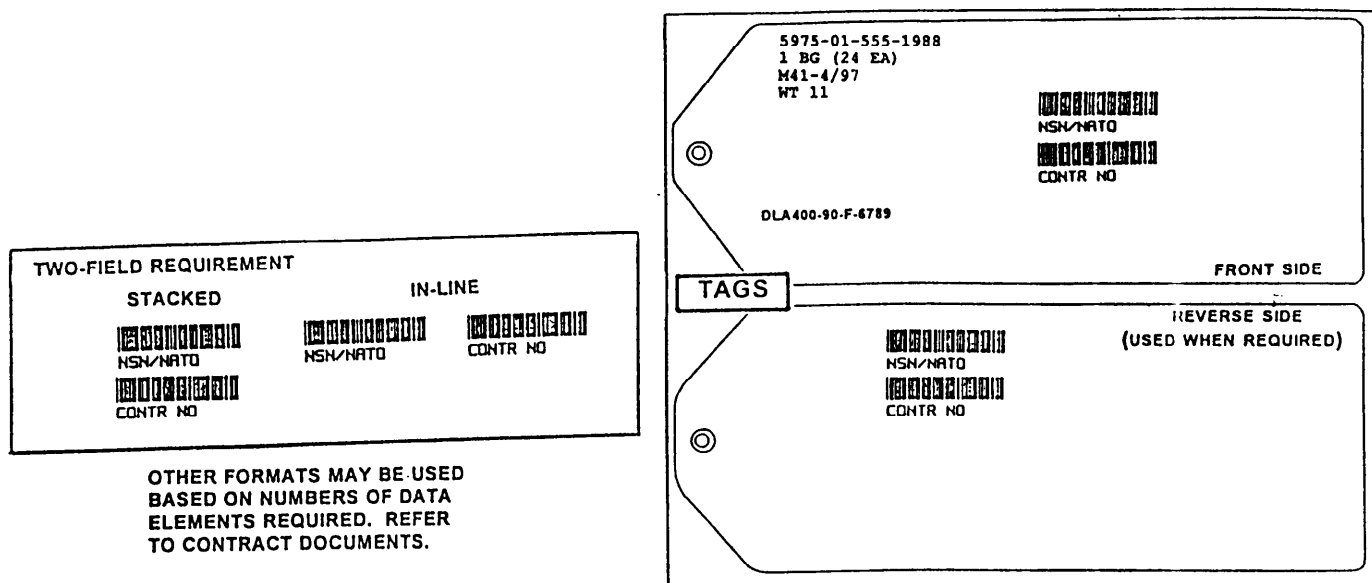 TWO-FIELD REQUIREMENT
STACKED
IN-LINE
NSN/NATO
CONTR NO
NSN/NATO
CONTR NO
OTHER FORMATS MAY BE USED
BASED ON NUMBERS OF DATA
ELEMENTS REQUIRED. REFER
TO CONTRACT DOCUMENTS.
5975-01-555-1988
1 BG (24 EA)
M41-4/97
WT 11
NSN/NATO
CONTR NO
DLA400-90-F-6789
FRONT SIDE
TAGS
REVERSE SIDE
(USED WHEN REQUIRED)
NSN/NATO
CONTR NO